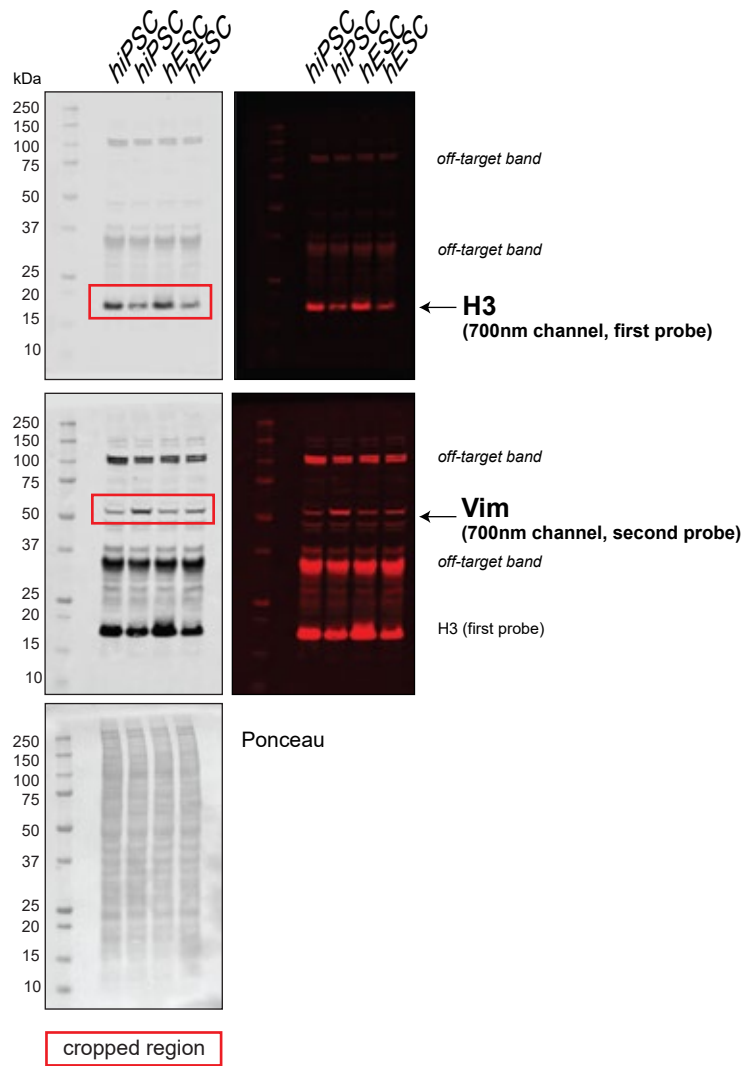 hiPSC
hiPSC
hESC
hESC
hiPSC
hiPSC
hESC
hESC
kDa
250
150
100
75
50
37
25
20
15
10
off-target band
off-target band
H3
(700nm channel, first probe)
250
150
100
75
50
37
25
20
15
10
off-target band
Vim
(700nm channel, second probe)
off-target band
H3 (first probe)
Ponceau
250
150
100
75
50
37
25
20
15
10
cropped region